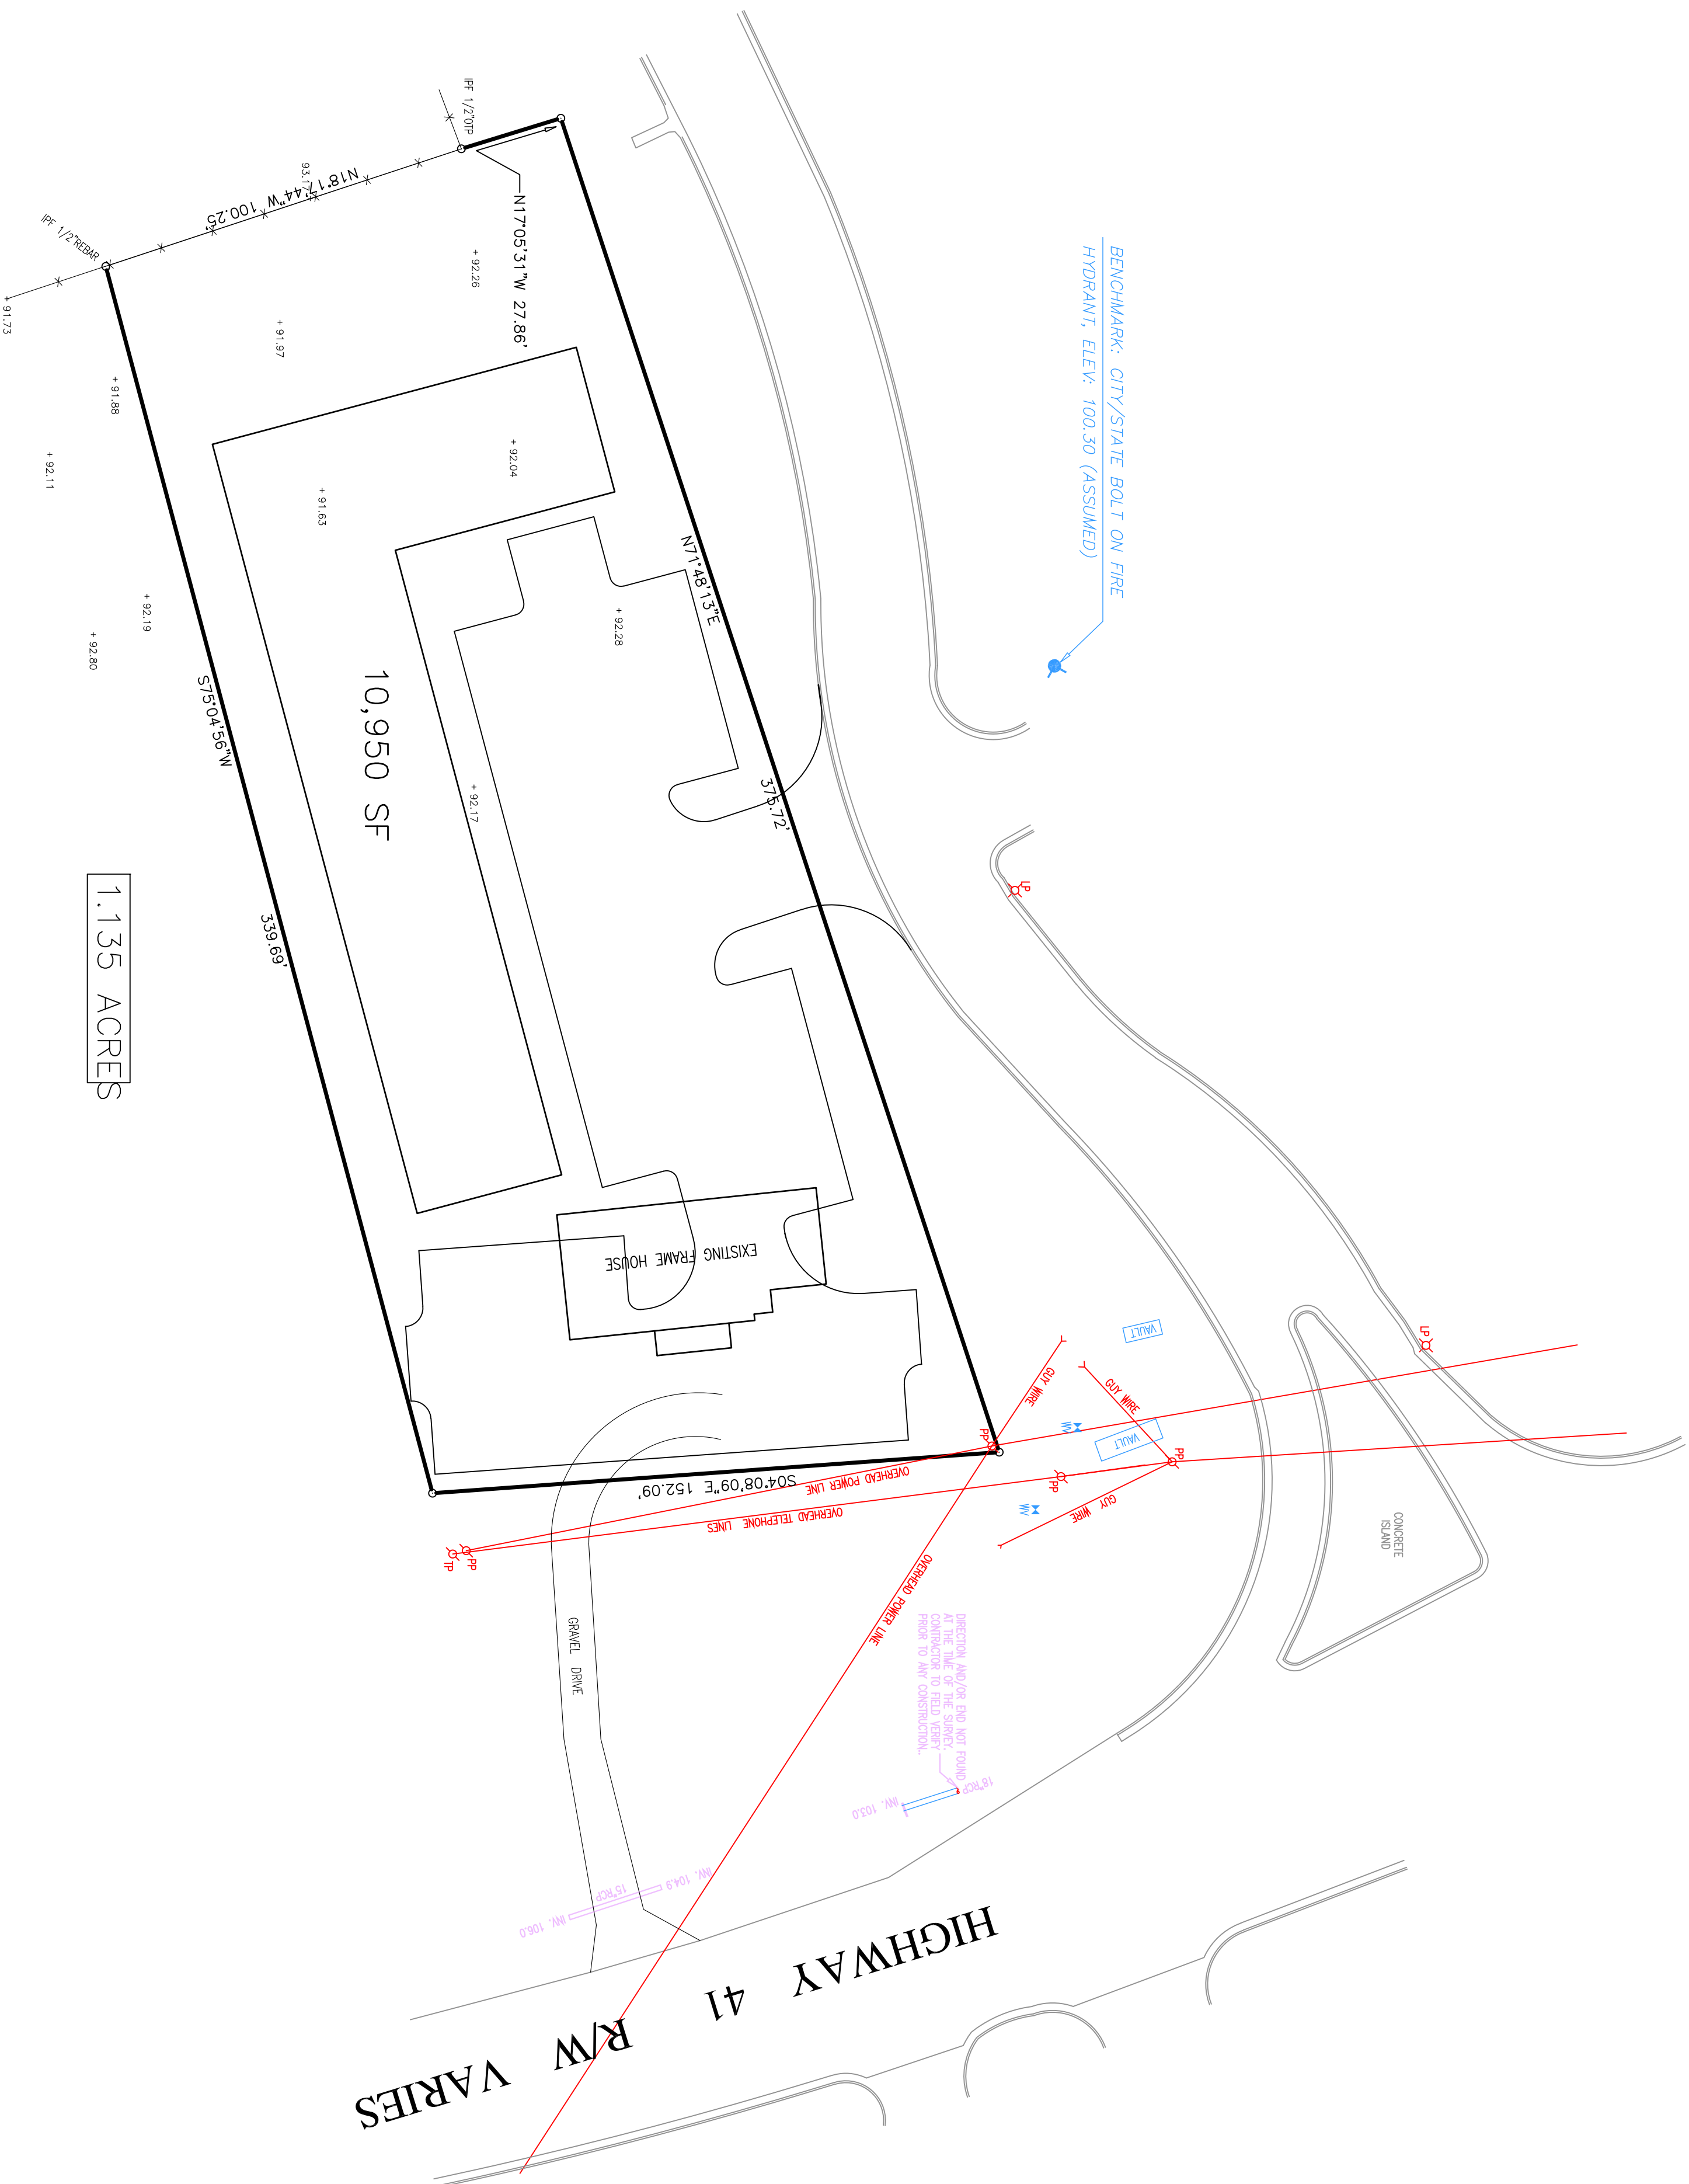 BENCHMARK: CITY/STATE BOLT ON FIRE
HYDRANT, ELEV: 100.30 (ASSUMED)
IPF 1/2"OTP
N17°05'31"W 27.86'
N18°17'44"W 100.25'
93.17
IPF 1/2"REBAR
+ 91.73
+ 92.26
+ 91.97
+ 91.88
+ 92.11
+ 92.04
+ 91.63
+ 92.19
+ 92.80
+ 92.28
+ 92.17
N71°48'13"E
375.72'
S75°04'56"W
339.69'
10,950 SF
1.135 ACRES
EXISTING FRAME HOUSE
S04°08'09"E 152.09'
LP
LP
VAULT
VAULT
GUY WIRE
GUY WIRE
GUY WIRE
WV
WV
PP
PP
PP
PP
TP
OVERHEAD POWER LINE
OVERHEAD TELEPHONE LINES
OVERHEAD POWER LINE
CONCRETE
ISLAND
GRAVEL DRIVE
DIRECTION AND/OR END NOT FOUND
AT THE TIME OF THE SURVEY.
CONTRACTOR TO FIELD VERIFY
PRIOR TO ANY CONSTRUCTION..
18"RCP
INV. 103.0
INV. 104.9
15"RCP
INV. 106.0
HIGHWAY 41
R/W VARIES